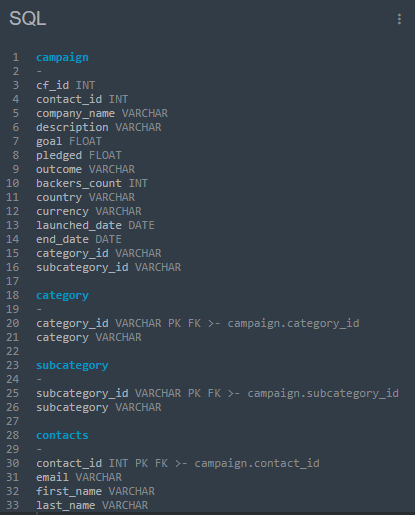 SQL
1 campaign
2 -
3 cf_id INT
4 contact_id INT
5 company_name VARCHAR
6 description VARCHAR
7 goal FLOAT
8 pledged FLOAT
9 outcome VARCHAR
10 backers_count INT
11 country VARCHAR
12 currency VARCHAR
13 launched_date DATE
14 end_date DATE
15 category_id VARCHAR
16 subcategory_id VARCHAR
17
18 category
19 -
20 category_id VARCHAR PK FK >- campaign.category_id
21 category VARCHAR
22
23 subcategory
24 -
25 subcategory_id VARCHAR PK FK >- campaign.subcategory_id
26 subcategory VARCHAR
27
28 contacts
29 -
30 contact_id INT PK FK >- campaign.contact_id
31 email VARCHAR
32 first_name VARCHAR
33 last_name VARCHAR